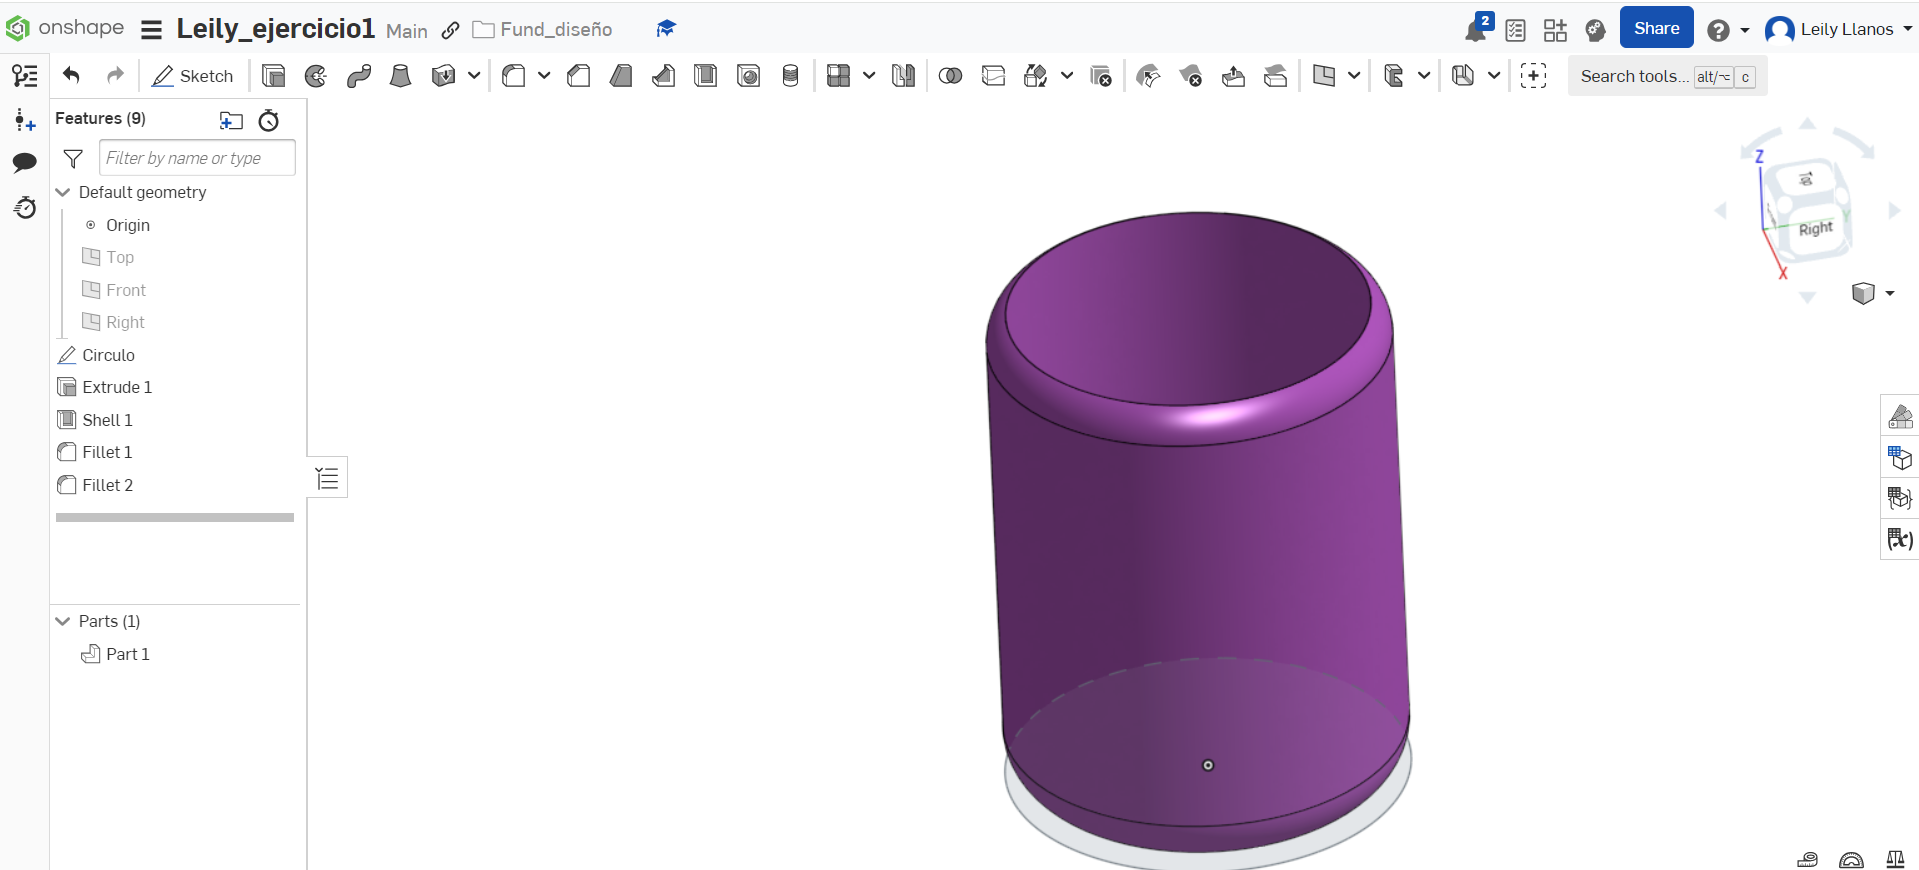 onshape Leily_ejercicio1 Main Fund_diseño 2 Share Leily Llanos
Sketch Search tools... alt/⌥ c
Features (9)
Filter by name or type
Default geometry
Origin
Top
Front
Right
Circulo
Extrude 1
Shell 1
Fillet 1
Fillet 2
Parts (1)
Part 1
Z
Top
Right
Y
X
(x)